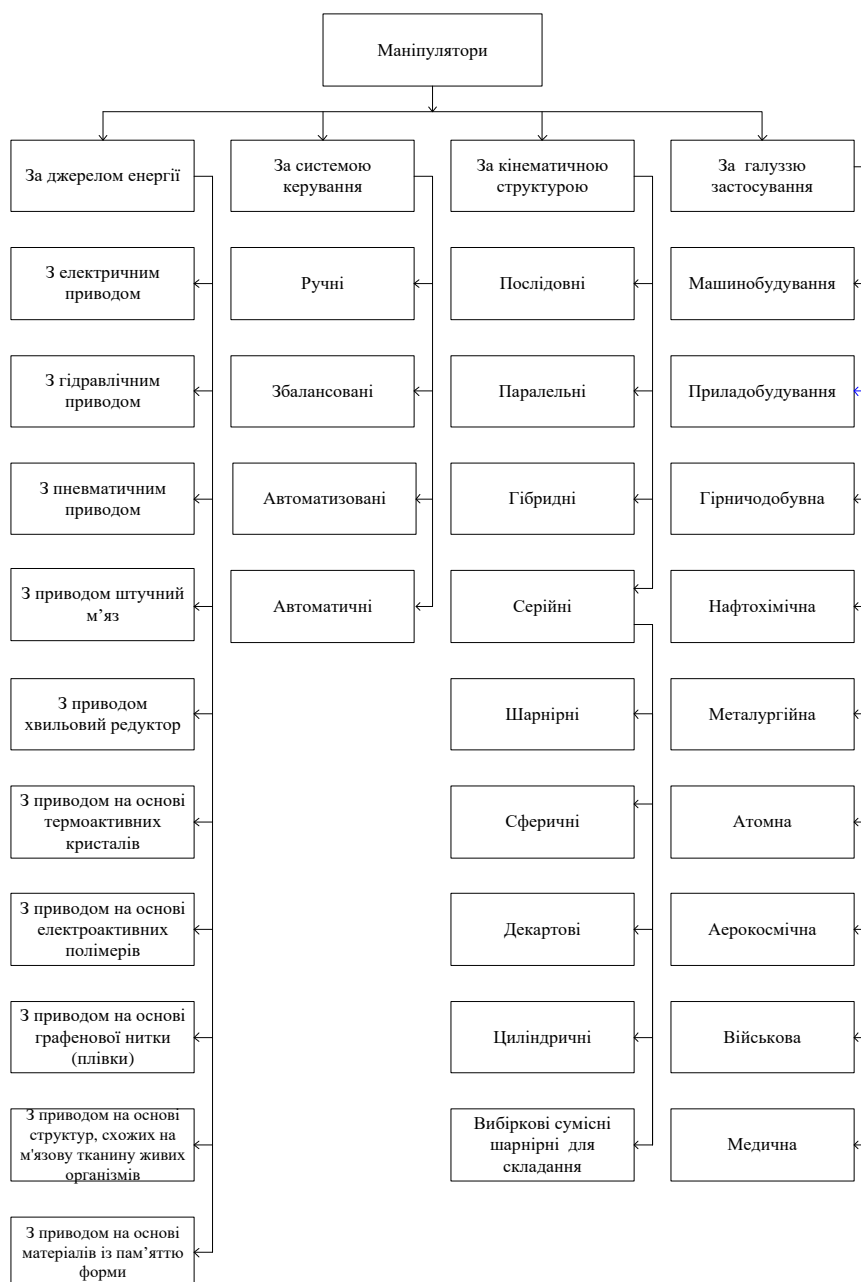 Маніпулятори
За джерелом енергії
За системою
керування
За кінематичною
структурою
За галуззю
застосування
З електричним
приводом
Ручні
Послідовні
Машинобудування
З гідравлічним
приводом
Збалансовані
Паралельні
Приладобудування
З пневматичним
приводом
Автоматизовані
Гібридні
Гірничодобувна
З приводом штучний
м’яз
Автоматичні
Серійні
Нафтохімічна
З приводом
хвильовий редуктор
Шарнірні
Металургійна
З приводом на основі
термоактивних
кристалів
Сферичні
Атомна
З приводом на основі
електроактивних
полімерів
Декартові
Аерокосмічна
З приводом на основі
графенової нитки
(плівки)
Циліндричні
Військова
З приводом на основі
структур, схожих на
м'язову тканину живих
організмів
Вибіркові сумісні
шарнірні для
складання
Медична
З приводом на основі
матеріалів із пам’яттю
форми